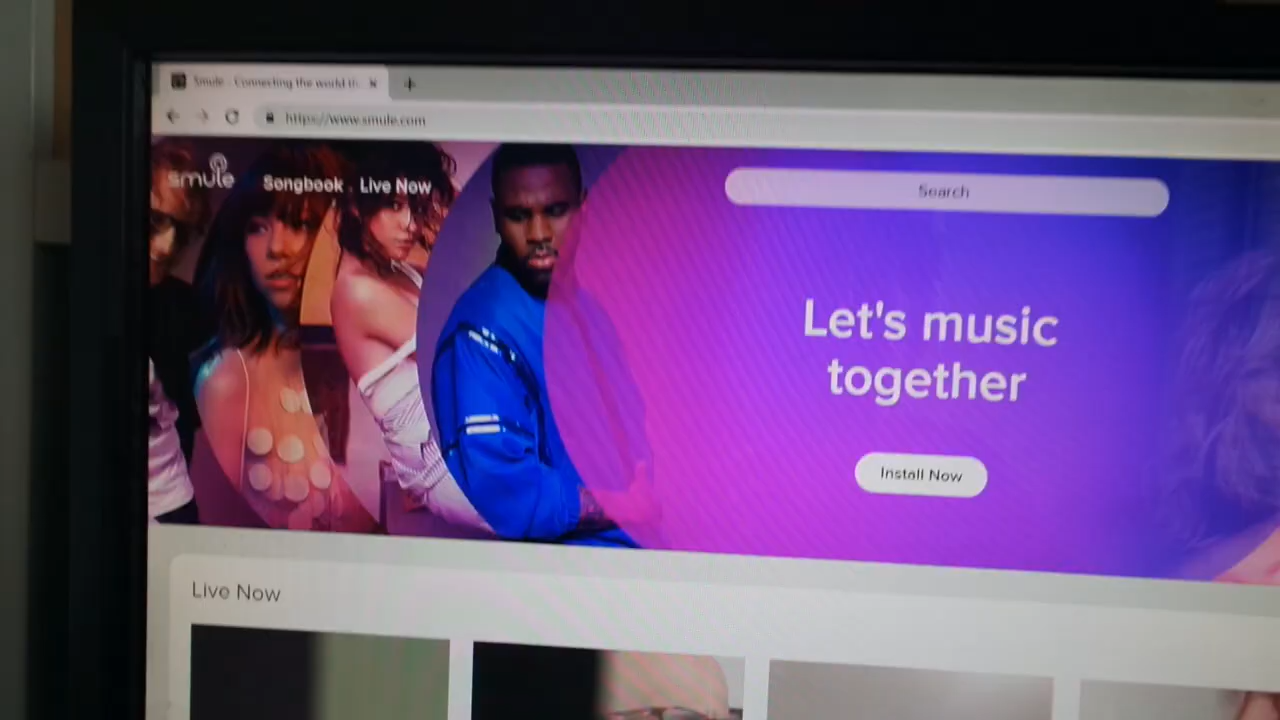 Smule - Connecting the world th
https://www.smule.com
smule
Songbook
Live Now
Search
Let's music
together
Install Now
Live Now